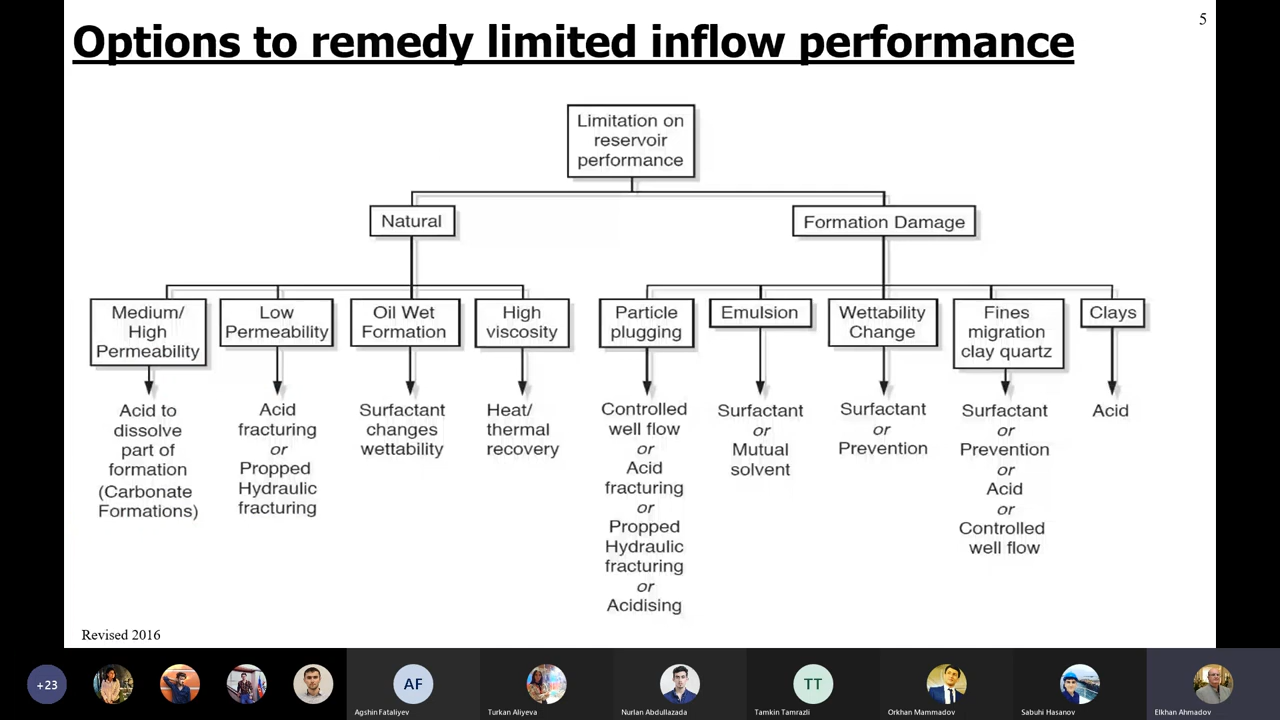 5
Options to remedy limited inflow performance
Limitation on
reservoir
performance
Natural
Formation Damage
Medium/
High
Permeability
Low
Permeability
Oil Wet
Formation
High
viscosity
Particle
plugging
Emulsion
Wettability
Change
Fines
migration
clay quartz
Clays
Acid to
dissolve
part of
formation
(Carbonate
Formations)
Acid
fracturing
or
Propped
Hydraulic
fracturing
Surfactant
changes
wettability
Heat/
thermal
recovery
Controlled
well flow
or
Acid
fracturing
or
Propped
Hydraulic
fracturing
or
Acidising
Surfactant
or
Mutual
solvent
Surfactant
or
Prevention
Surfactant
or
Prevention
or
Acid
or
Controlled
well flow
Acid
Revised 2016
+23
AF
TT
Agshin Fataliyev
Turkan Aliyeva
Nurlan Abdullazada
Tamkin Tamrazli
Orkhan Mammadov
Sabuhi Hasanov
Elkhan Ahmadov